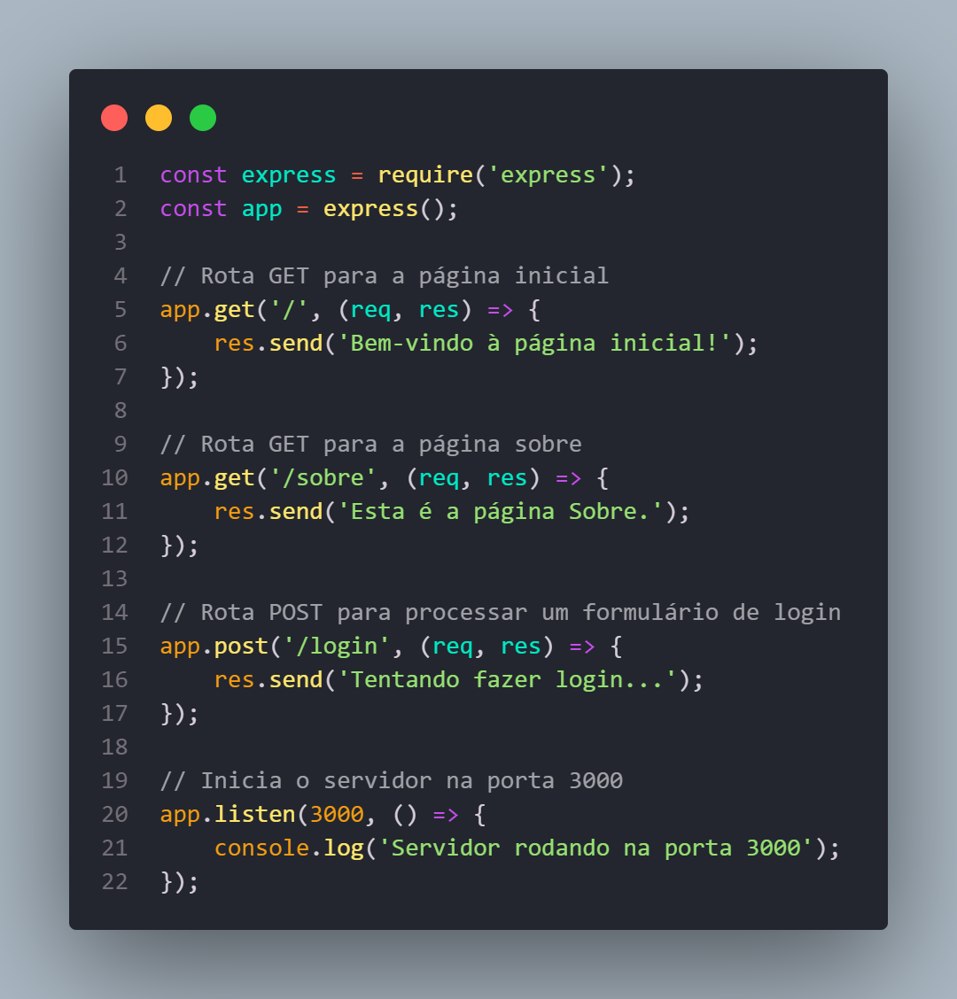 1 const express = require('express');
2 const app = express();
3
4 // Rota GET para a página inicial
5 app.get('/', (req, res) => {
6     res.send('Bem-vindo à página inicial!');
7 });
8
9 // Rota GET para a página sobre
10 app.get('/sobre', (req, res) => {
11     res.send('Esta é a página Sobre.');
12 });
13
14 // Rota POST para processar um formulário de login
15 app.post('/login', (req, res) => {
16     res.send('Tentando fazer login...');
17 });
18
19 // Inicia o servidor na porta 3000
20 app.listen(3000, () => {
21     console.log('Servidor rodando na porta 3000');
22 });